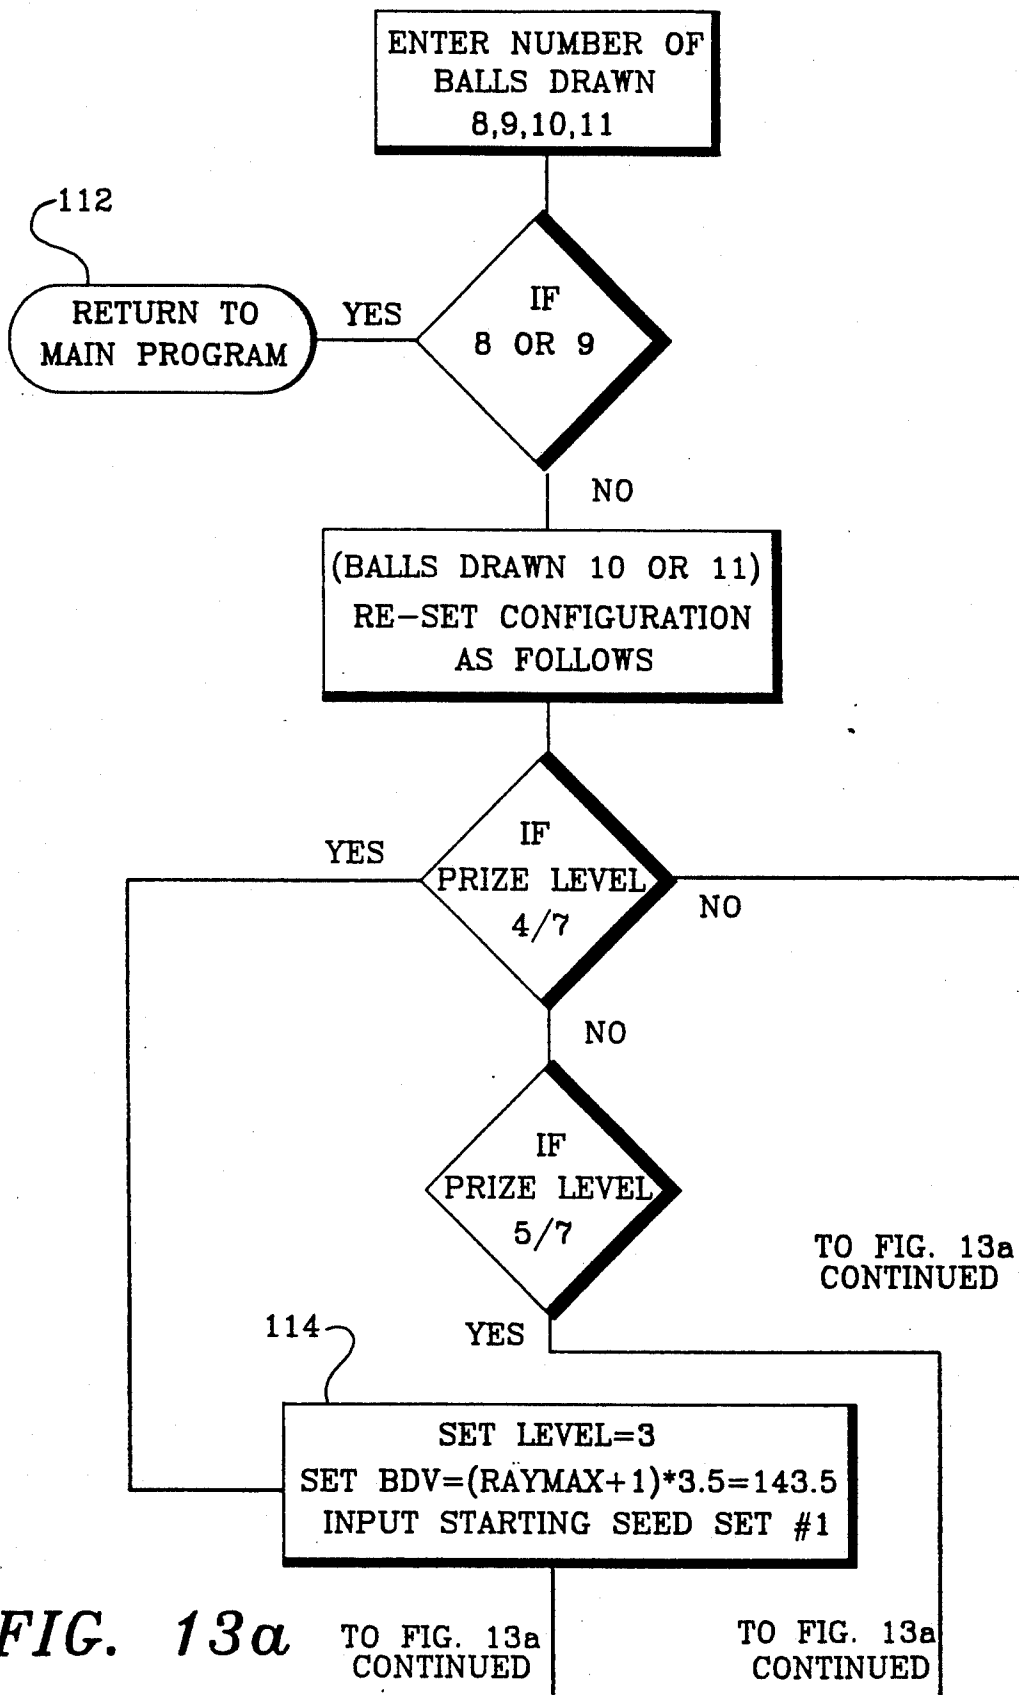 ENTER NUMBER OF
BALLS DRAWN
8,9,10,11
112
RETURN TO
MAIN PROGRAM
YES
IF
8 OR 9
NO
(BALLS DRAWN 10 OR 11)
RE-SET CONFIGURATION
AS FOLLOWS
YES
IF
PRIZE LEVEL
4/7
NO
NO
IF
PRIZE LEVEL
5/7
TO FIG. 13a
CONTINUED
YES
114
SET LEVEL=3
SET BDV=(RAYMAX+1)*3.5=143.5
INPUT STARTING SEED SET #1
FIG. 13a
TO FIG. 13a
CONTINUED
TO FIG. 13a
CONTINUED